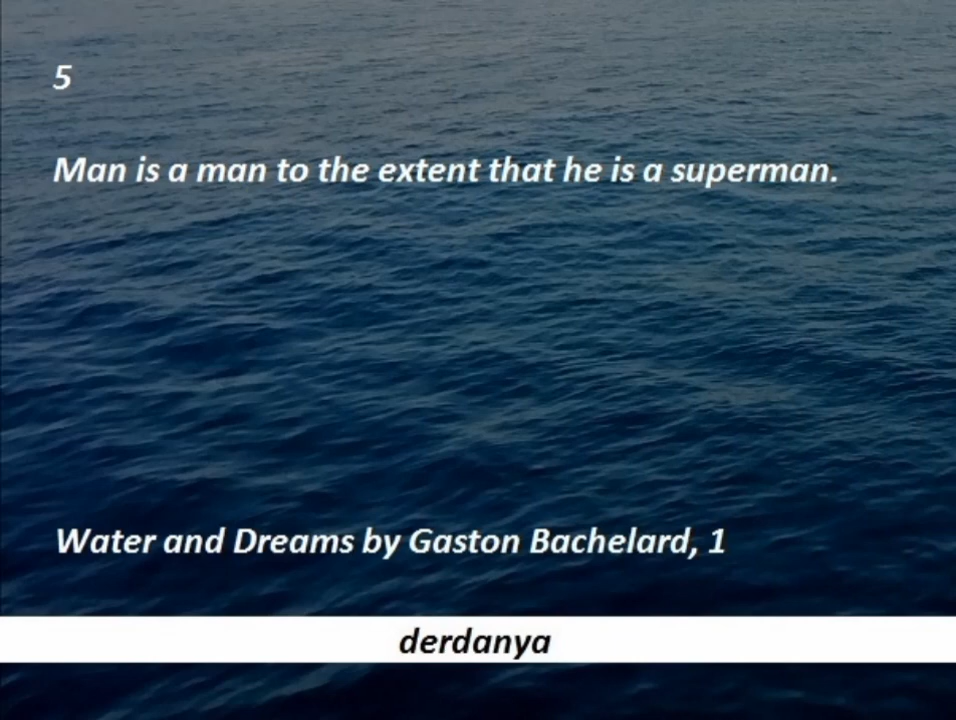 5
Man is a man to the extent that he is a superman.
Water and Dreams by Gaston Bachelard, 1
derdanya